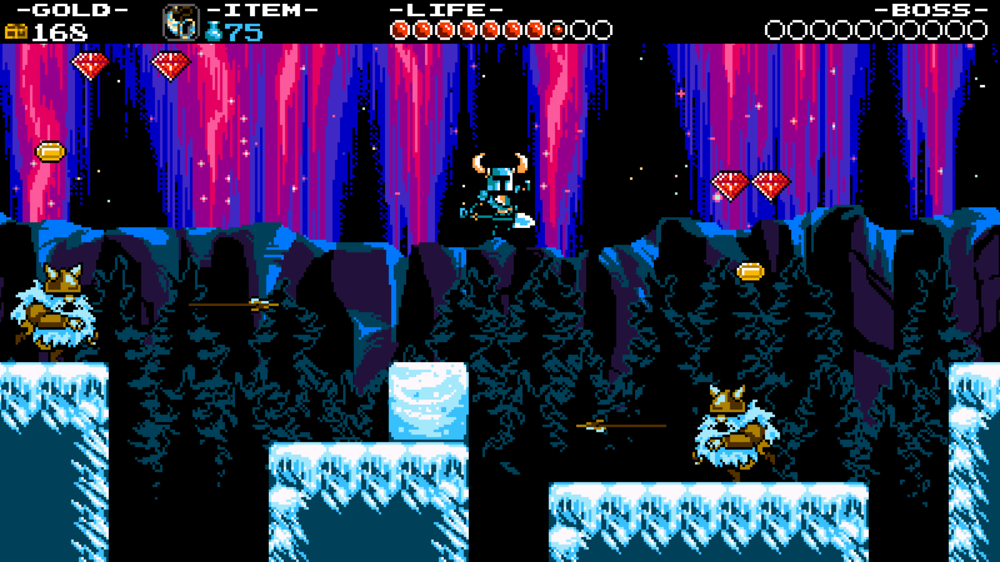 -GOLD- -ITEM- -LIFE- -BOSS-
168 75